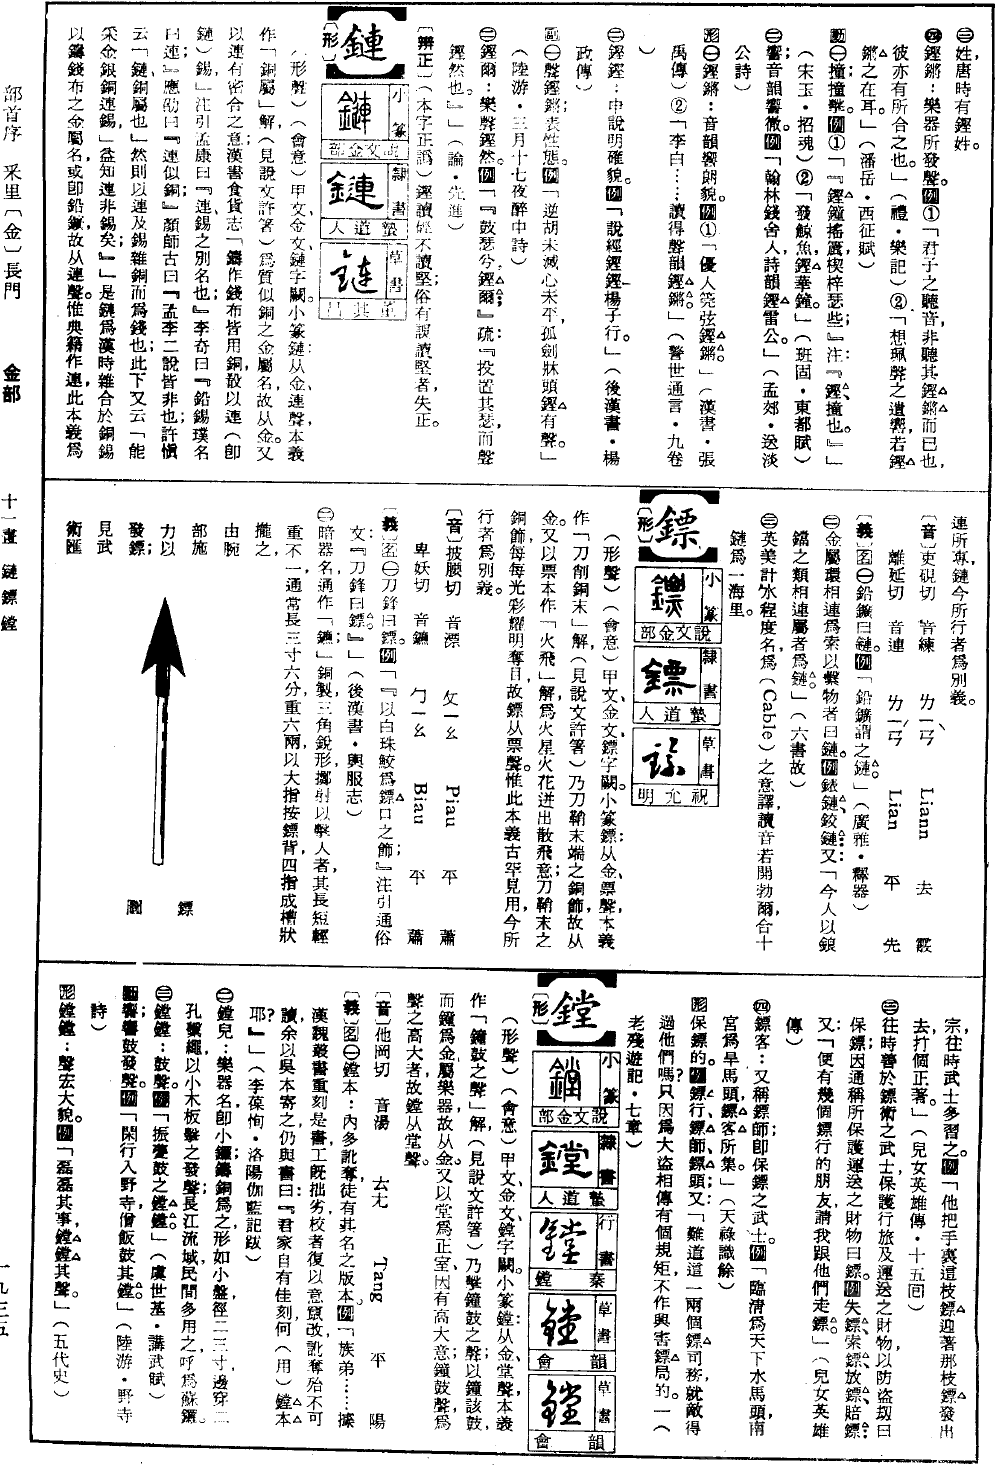 ㊂姓，唐時有鏗姓。
㊃鏗鏘：樂器所發聲。例①「君子之聽音，非聽其鏗鏘而已也，
彼亦有所合之也。」（禮・樂記）②「想珮聲之遺響，若鏗
鏘之在耳。」（潘岳・西征賦）
動㊀撞；撞擊。例①「『鏗鐘搖虡，楔梓瑟些』；注：『鏗，撞也。』」
（宋玉・招魂）②「發鯨魚，鏗華鐘。」（班固・東都賦）
㊁響；音韻響徹。例「翰林錢舍人，詩韻鏗雷公。」（孟郊・送淡
公詩）
形㊀鏗鏘：音韻響朗貌。例①「優人筦弦鏗鏘。」（漢書・張
禹傳）②「李白……讀得聲韻鏗鏘。」（警世通言・九卷
）
㊁鏗鏗：申說明確貌。例「說經鏗鏗楊子行。」（後漢書・楊
政傳）
副㊀聲鏗鏘；表性態。例「逆胡未滅心未平，孤劍牀頭鏗有聲。」
（陸游・三月十七夜醉中詩）
㊁鏗爾：樂聲鏗然。例「『鼓瑟兮，鏗爾。』疏：『投置其瑟，而聲
鏗然也。』」（論・先進）
〔辨正〕（本字正讀）鏗讀ㄎㄥ不讀堅，俗有誤讀堅者，失正。
鏈
〔形〕
小篆 說文金部
隸書 蟄道人
草書 董其昌
（形聲）（會意）甲文、金文鏈字闕。小篆鏈：从金，連聲，本義
作「銅屬」解（見說文許箸），爲質似銅之金屬名，故从金。又
以連有密合之意，漢書食貨志「鑄作錢布皆用銅，殽以連（即
鏈）錫」注引孟康曰『連，錫之別名也』；李奇曰『鉛錫璞名
曰連』；應劭曰『連似銅』；顏師古曰『孟李二說皆非也；許愼
云「鏈，銅屬也」，然則以連及錫雜銅而爲錢也；此下又云「能
采金銀銅連錫」，益知連非錫矣』」是鏈爲漢時雜合於銅錫
以鑄錢布之金屬名，或卽鉛鑛，故从連聲。惟典籍作連，此本義爲
連所專，鏈今所行者爲別義。
〔音〕吏硯切　音練　ㄌㄧㄢˋ　Liann　去　霰
離延切　音連　ㄌㄧㄢˊ　Lian　平　先
〔義〕名㊀鉛鑛曰鏈。例「鉛鑛謂之鏈。」（廣雅・釋器）
㊁金屬環相連爲索以繫物者曰鏈。例錶鏈、鉸鏈；又「今人以鋃
鐺之類相連屬者爲鏈。」（六書故）
㊂英美計水程度名，爲（Cable）之意譯，讀音若開勃爾，合十
鏈爲一海里。
鏢
〔形〕
小篆 說文金部
隸書 蟄道人
草書 祝允明
（形聲）（會意）甲文、金文鏢字闕。小篆鏢：从金，票聲，本義
作「刀削銅末」解（見說文許箸），乃刀鞘末端之銅飾，故从
金。又以票本作「火飛」解，爲火星火花迸出散飛意；刀鞘末之
銅飾每每光彩耀明奪目，故鏢从票聲。惟此本義古罕見用，今所
行者爲別義。
〔音〕披腰切　音漂　ㄆㄧㄠ　Piau　平　蕭
卑妖切　音鑣　ㄅㄧㄠ　Biau　平　蕭
〔義〕名㊀刀鋒曰鏢。例「『以白珠鮫爲鏢口之飾』；注引通俗
文：『刀鋒曰鏢。』」（後漢書・輿服志）
㊁暗器名，通作「鑣」；銅製，三角銳形，擲射以擊人者，其長短輕
重不一，通常長三寸六分，重六兩，以大指按鏢背，四指成槽狀
攏之，
由腕
部施
力以
發鏢；
見武
術匯
鏢圖
宗，往時武士多習之。例「他把手裏這枝鏢迎著那枝鏢發出
去，打個正著。」（兒女英雄傳・十五回）
㊂往時善於鏢術之武士保護行旅及運送之財物以防盜刼曰
保鏢，因通稱所保護運送之財物曰鏢。例失鏢、索鏢、放鏢、賠鏢；
又：「便有幾個鏢行的朋友，請我跟他們走鏢。」（兒女英雄
傳）
㊃鏢客：又稱鏢師，卽保鏢之武士。例「臨淸爲天下水馬頭，南
宮爲旱馬頭，鏢客所集。」（天祿識餘）
形保鏢的。例鏢行、鏢師、鏢頭；又：「難道一兩個鏢司務，就敵得
過他們嗎？只因爲大盜相傳有個規矩，不作興害鏢局的。」（
老殘遊記・七章）
鏜
〔形〕
小篆 說文金部
隸書 蟄道人
行書 秦鏜
草書 韻會
草書 韻會
（形聲）（會意）甲文、金文鏜字闕。小篆鏜：从金，堂聲，本義
作「鐘鼓之聲」解（見說文許箸），乃擊鐘鼓之聲；以鐘該鼓，
而鐘爲金屬樂器，故从金。又以堂爲正室，因有高大意；鐘鼓聲爲
聲之高大者，故鏜从堂聲。
〔音〕他岡切　音湯　ㄊㄤ　Tang　平　陽
〔義〕名㊀鏜本：內多訛奪，徒有其名之版本。例「族弟……據
漢魏叢書重刻，是書工旣拙劣，校者復以意竄改，訛奪殆不可
讀，余以吳本寄之，仍與書曰：『君家自有佳刻，何（用）鏜本
耶？』」（李葆恂・洛陽伽藍記跋）
㊁鏜兒：樂器名，卽小鑼，鑄銅爲之，形如小盤，徑二三寸，邊穿二
孔，繫繩，以小木板擊之發聲；長江流域民間多用之，呼爲蘇鑼。
㊂鏜鏜：鼓聲。例「振夔鼓之鏜鏜。」（虞世基・講武賦）
動響；響鼓發聲。例「閑行入野寺，僧飯鼓其鏜。」（陸游・野寺
詩）
形鏜鏜：聲宏大貌。例「磊磊其事，鏜鏜其聲。」（五代史）
部首序　釆里〔金〕長門　金部　十一畫　鏈鏢鏜　一九三五